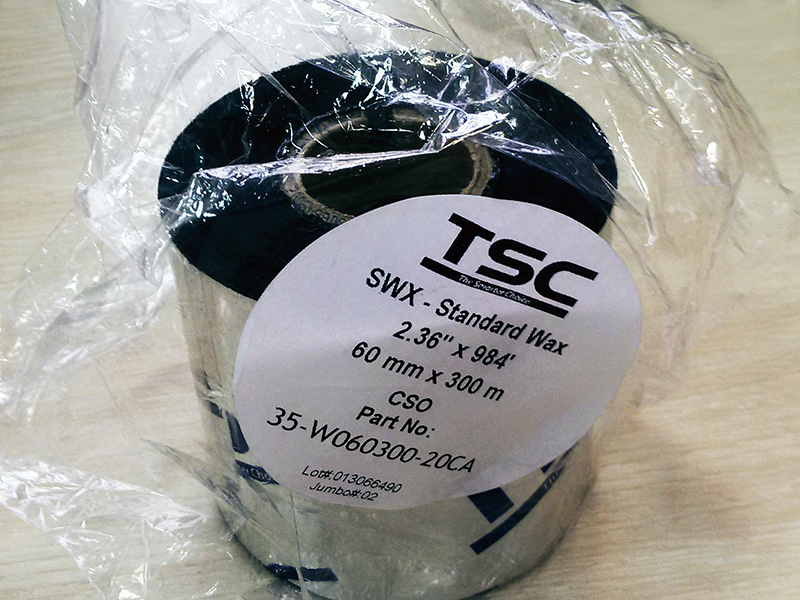 TSC
The Smarter Choice
SWX - Standard Wax
2.36" x 984'
60 mm x 300 m
CSO
Part No:
35-W060300-20CA
Lot#:013066490
Jumbo#:02